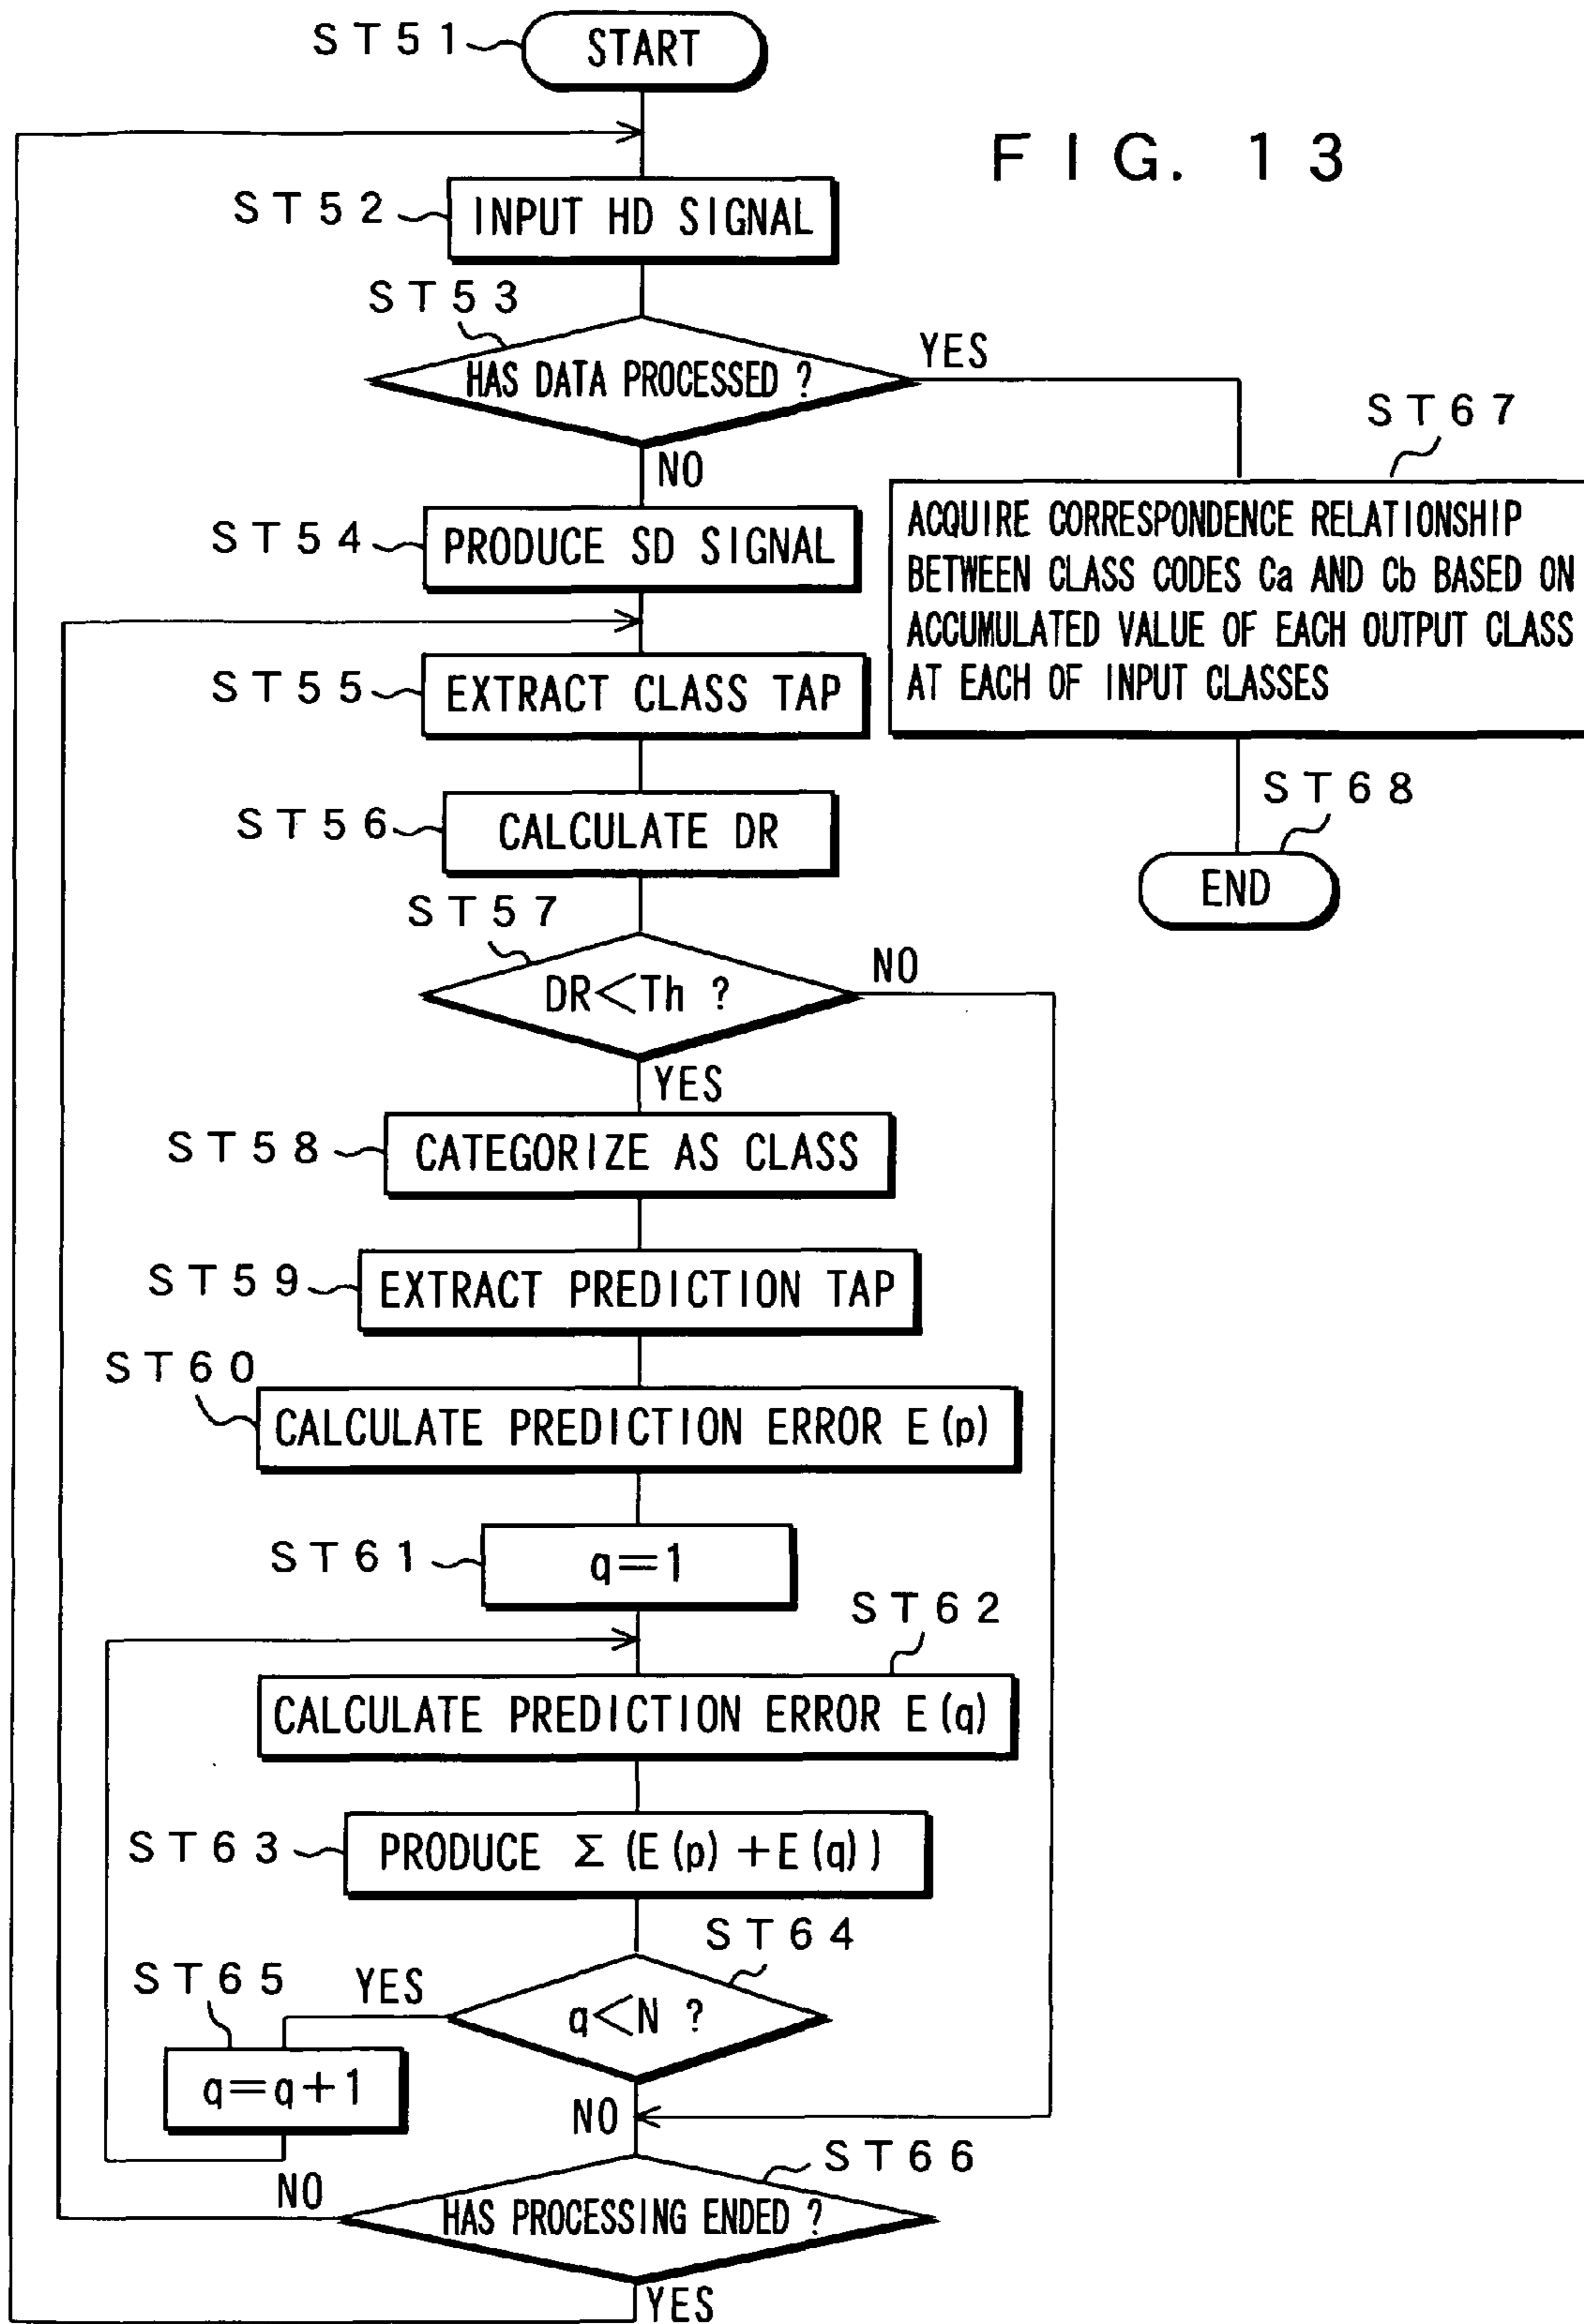 ST51
START
FIG. 13
ST52
INPUT HD SIGNAL
ST53
HAS DATA PROCESSED ?
YES
NO
ST67
ACQUIRE CORRESPONDENCE RELATIONSHIP
BETWEEN CLASS CODES Ca AND Cb BASED ON
ACCUMULATED VALUE OF EACH OUTPUT CLASS
AT EACH OF INPUT CLASSES
ST54
PRODUCE SD SIGNAL
ST55
EXTRACT CLASS TAP
ST68
END
ST56
CALCULATE DR
ST57
DR<Th ?
NO
YES
ST58
CATEGORIZE AS CLASS
ST59
EXTRACT PREDICTION TAP
ST60
CALCULATE PREDICTION ERROR E(p)
ST61
q=1
ST62
CALCULATE PREDICTION ERROR E(q)
ST63
PRODUCE Σ(E(p)+E(q))
ST64
q<N ?
YES
ST65
q=q+1
NO
ST66
HAS PROCESSING ENDED ?
NO
YES